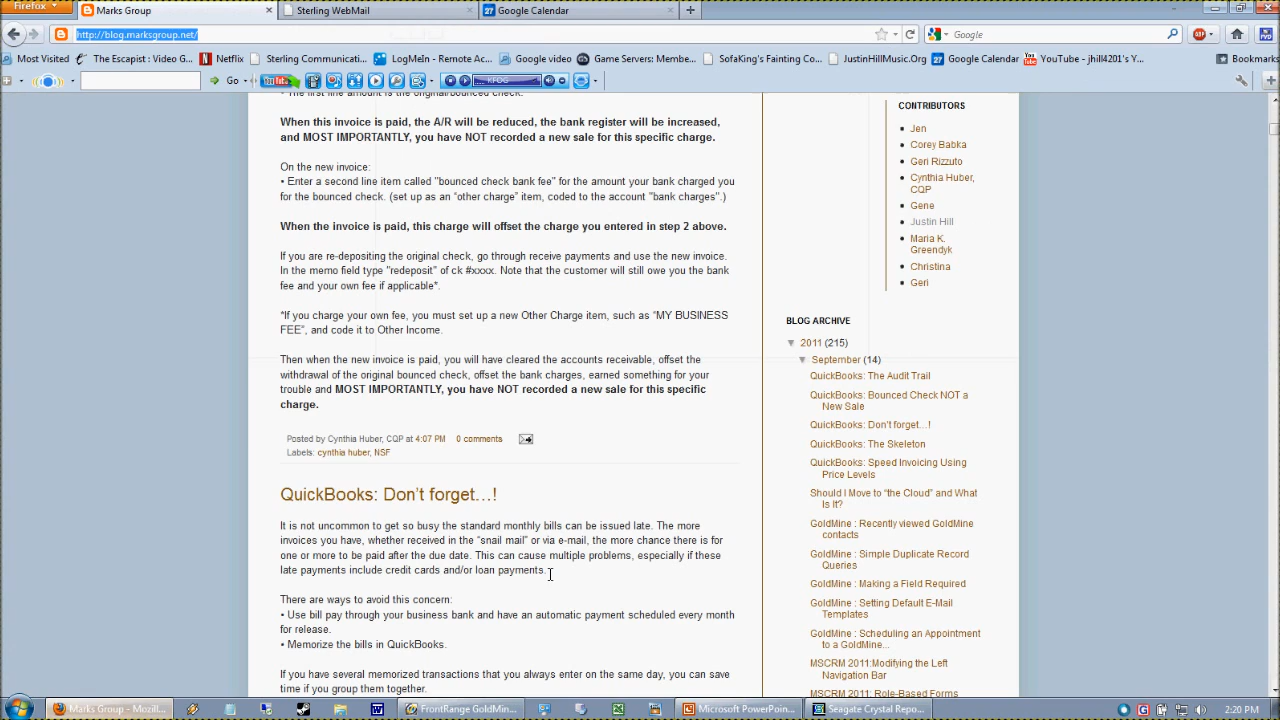 Firefox
Marks Group
Sterling WebMail
Google Calendar
http://blog.marksgroup.net/
Google
Most Visited
The Escapist : Video G...
Netflix
Sterling Communicatio...
LogMeIn - Remote Ac...
Google video
Game Servers: Membe...
SofaKing's Fainting Co...
JustinHillMusic.Org
Google Calendar
YouTube - jhill4201's Y...
Bookmarks
Go
KFOG
• The first line amount is the original/bounced check.
When this invoice is paid, the A/R will be reduced, the bank register will be increased,
and MOST IMPORTANTLY, you have NOT recorded a new sale for this specific charge.
On the new invoice:
• Enter a second line item called "bounced check bank fee" for the amount your bank charged you
for the bounced check. (set up as an “other charge” item, coded to the account "bank charges".)
When the invoice is paid, this charge will offset the charge you entered in step 2 above.
If you are re-depositing the original check, go through receive payments and use the new invoice.
In the memo field type "redeposit" of ck #xxxx. Note that the customer will still owe you the bank
fee and your own fee if applicable*.
*If you charge your own fee, you must set up a new Other Charge item, such as “MY BUSINESS
FEE”, and code it to Other Income.
Then when the new invoice is paid, you will have cleared the accounts receivable, offset the
withdrawal of the original bounced check, offset the bank charges, earned something for your
trouble and MOST IMPORTANTLY, you have NOT recorded a new sale for this specific
charge.
Posted by Cynthia Huber, CQP at 4:07 PM 0 comments
Labels: cynthia huber, NSF
QuickBooks: Don’t forget…!
It is not uncommon to get so busy the standard monthly bills can be issued late. The more
invoices you have, whether received in the “snail mail” or via e-mail, the more chance there is for
one or more to be paid after the due date. This can cause multiple problems, especially if these
late payments include credit cards and/or loan payments.
There are ways to avoid this concern:
• Use bill pay through your business bank and have an automatic payment scheduled every month
for release.
• Memorize the bills in QuickBooks.
If you have several memorized transactions that you always enter on the same day, you can save
time if you group them together.
CONTRIBUTORS
Jen
Corey Babka
Geri Rizzuto
Cynthia Huber,
CQP
Gene
Justin Hill
Maria K.
Greendyk
Christina
Geri
BLOG ARCHIVE
▼ 2011 (215)
▼ September (14)
QuickBooks: The Audit Trail
QuickBooks: Bounced Check NOT a
New Sale
QuickBooks: Don’t forget…!
QuickBooks: The Skeleton
QuickBooks: Speed Invoicing Using
Price Levels
Should I Move to “the Cloud” and What
Is It?
GoldMine : Recently viewed GoldMine
contacts
GoldMine : Simple Duplicate Record
Queries
GoldMine : Making a Field Required
GoldMine : Setting Default E-Mail
Templates
GoldMine : Scheduling an Appointment
to a GoldMine...
MSCRM 2011:Modifying the Left
Navigation Bar
MSCRM 2011: Role-Based Forms
Marks Group - Mozill...
FrontRange GoldMin...
Microsoft PowerPoin...
Seagate Crystal Repo...
2:20 PM